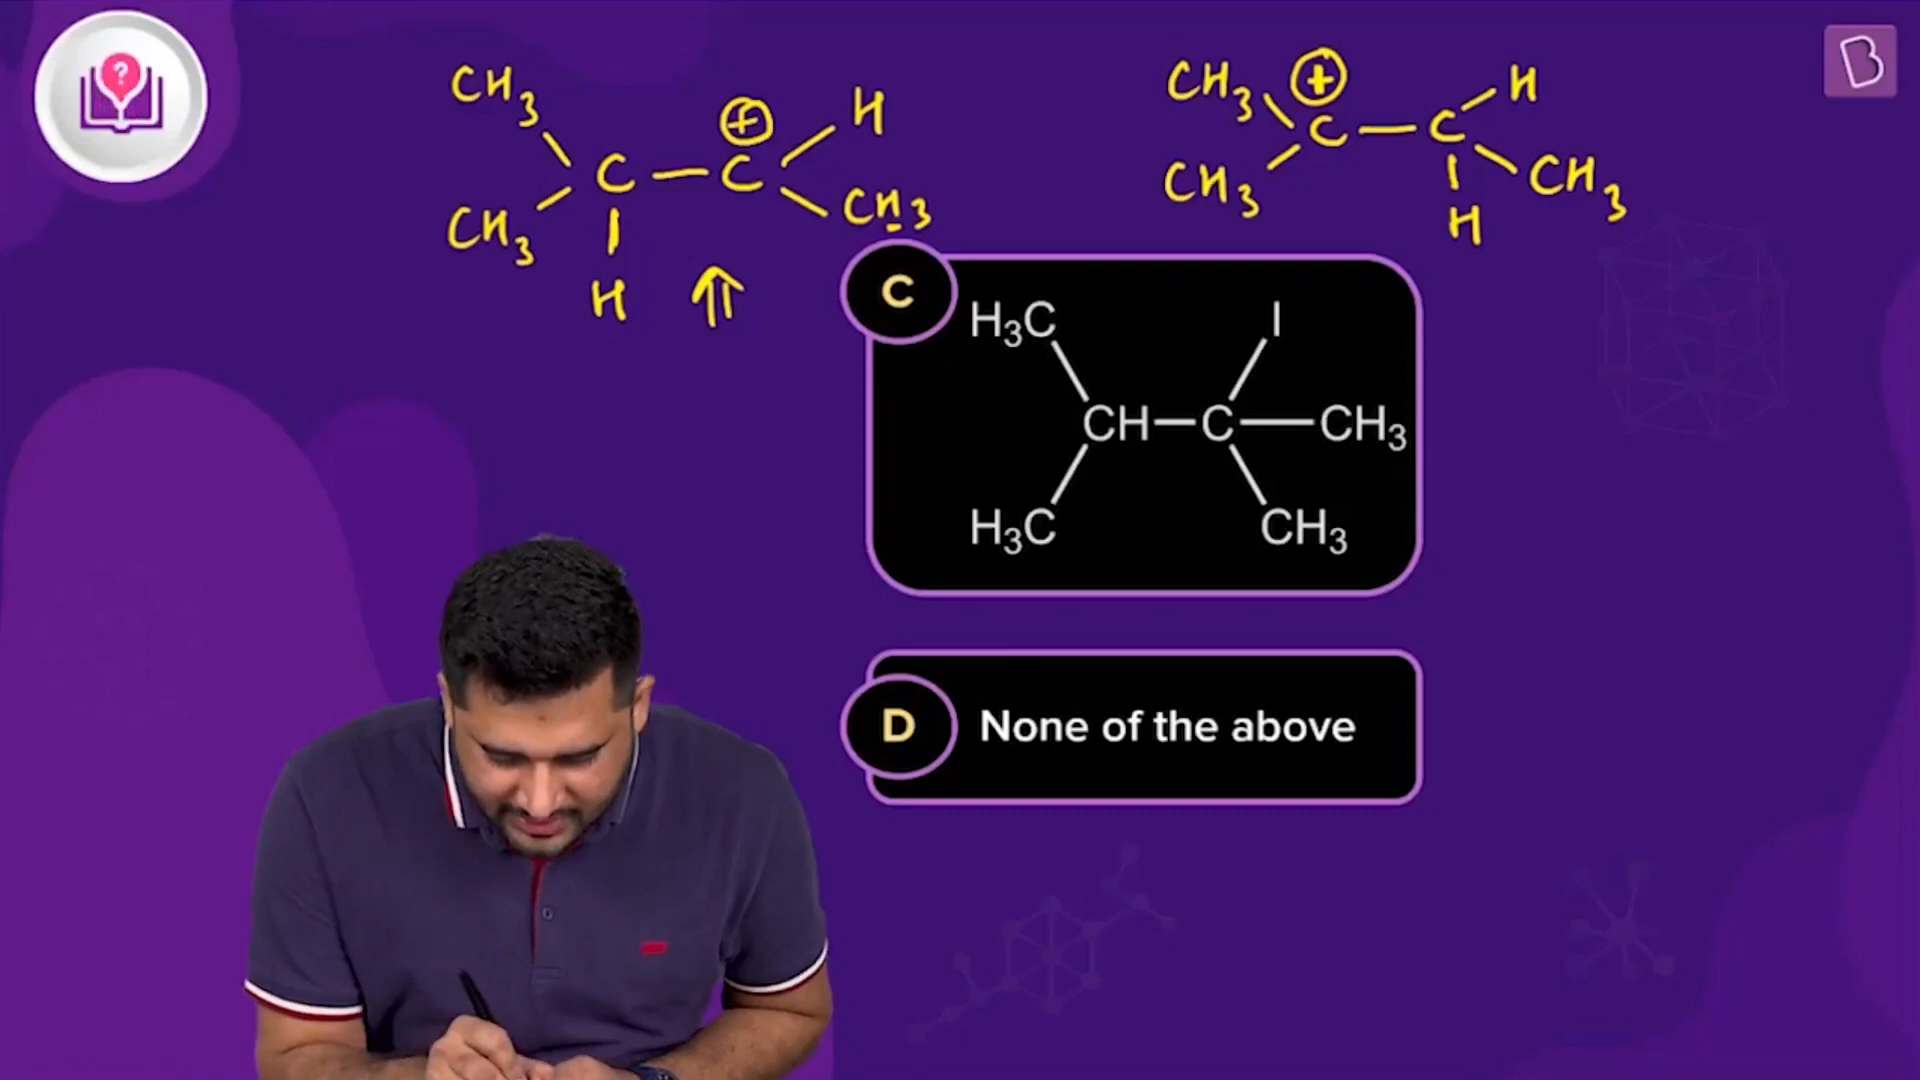 CH3 ⊕ H
C — C
CH3 CH3
H
CH3 ⊕ H
C — C
CH3 H CH3
?
B
C
H3C I
CH—C—CH3
H3C CH3
D None of the above